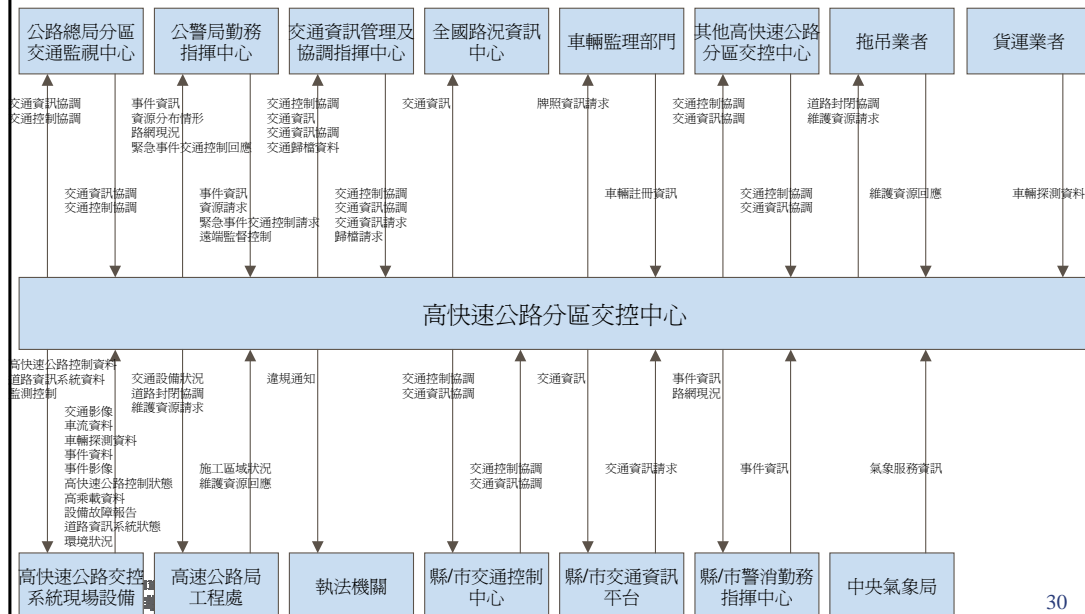 公路總局分區
交通監視中心
公警局勤務
指揮中心
交通資訊管理及
協調指揮中心
全國路況資訊
中心
車輛監理部門
其他高快速公路
分區交控中心
拖吊業者
貨運業者
交通資訊協調
交通控制協調
事件資訊
資源分布情形
路網現況
緊急事件交通控制回應
交通控制協調
交通資訊
交通資訊協調
交通歸檔資料
交通資訊
牌照資訊請求
交通控制協調
交通資訊協調
道路封閉協調
維護資源請求
交通資訊協調
交通控制協調
事件資訊
資源請求
緊急事件交通控制請求
遠端監督控制
交通控制協調
交通資訊協調
交通資訊請求
歸檔請求
車輛註冊資訊
交通控制協調
交通資訊協調
維護資源回應
車輛探測資料
高快速公路分區交控中心
高快速公路控制資料
道路資訊系統資料
監測控制
交通設備狀況
道路封閉協調
維護資源請求
違規通知
交通控制協調
交通資訊協調
交通資訊
事件資訊
路網現況
交通影像
車流資料
車輛探測資料
事件資料
事件影像
高快速公路控制狀態
高乘載資料
設備故障報告
道路資訊系統狀態
環境狀況
施工區域狀況
維護資源回應
交通控制協調
交通資訊協調
交通資訊請求
事件資訊
氣象服務資訊
高快速公路交控
系統現場設備
高速公路局
工程處
執法機關
縣/市交通控制
中心
縣/市交通資訊
平台
縣/市警消勤務
指揮中心
中央氣象局
30